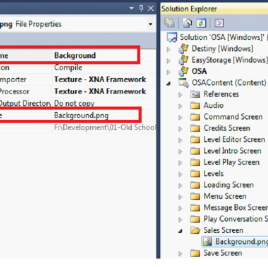 .png File Properties
me Background
on Compile
mporter Texture - XNA Framework
Processor Texture - XNA Framework
Output Directon Do not copy
e Background.png
F:\Development\01-Old School
Solution Explorer
Solution 'OSA [Windows]' (
Destiny [Windows]
EasyStorage [Windows]
OSA
OSAContent (Content)
References
Audio
Command Screen
Credits Screen
Level Editor Screen
Level Intro Screen
Level Play Screen
Levels
Loading Screen
Menu Screen
Message Box Screen
Play Conversation S
Sales Screen
Background.png
Save Screen